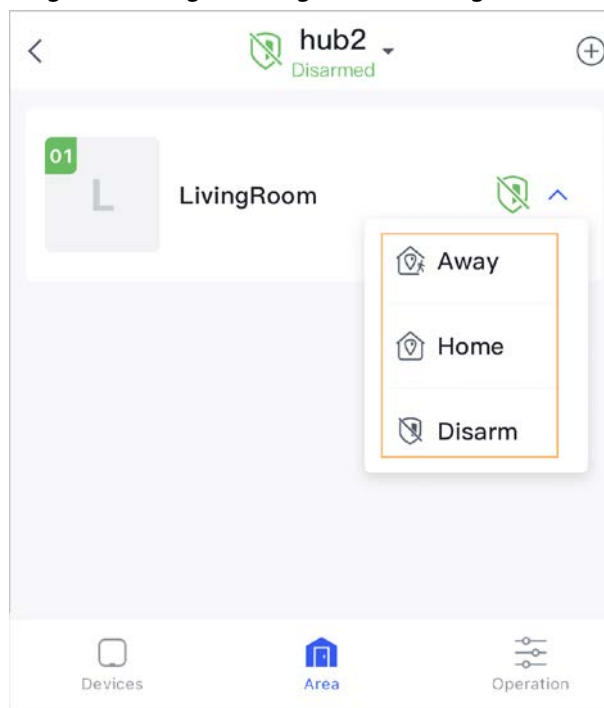 hub2
Disarmed
01
L
LivingRoom
Away
Home
Disarm
Devices
Area
Operation